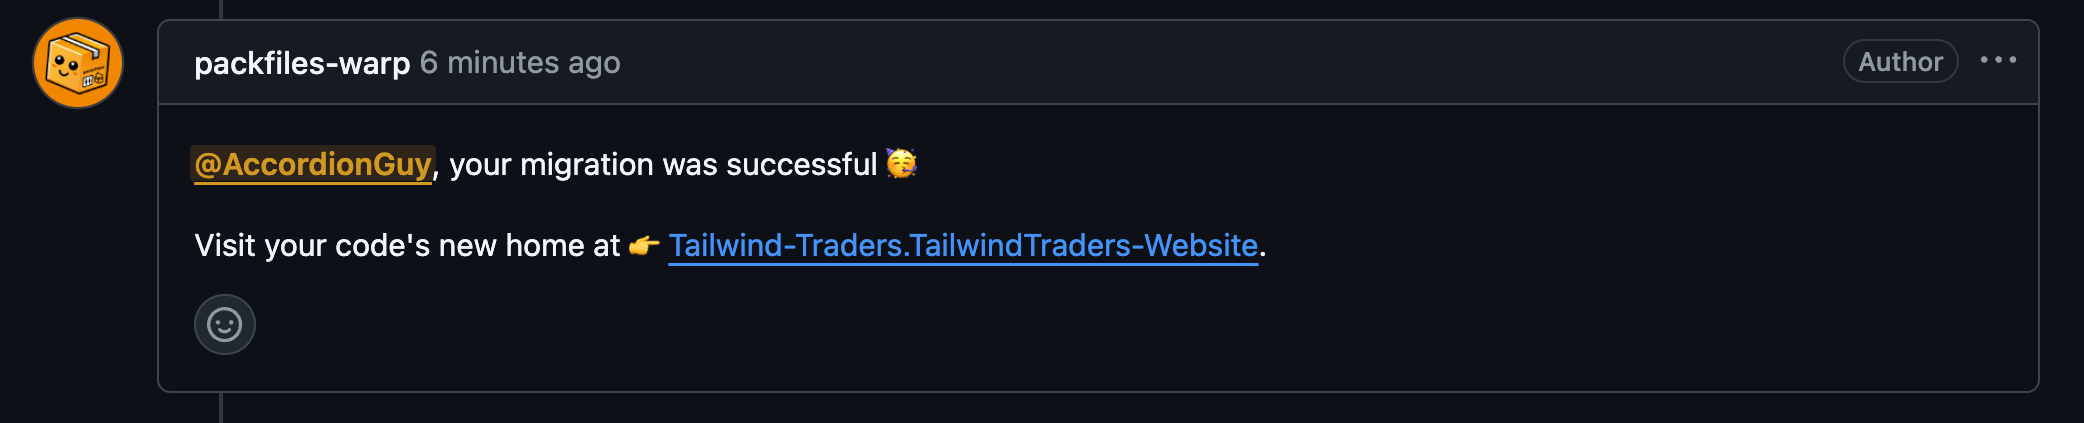 packfiles-warp 6 minutes ago
Author
@AccordionGuy, your migration was successful 🥳
Visit your code's new home at 👉 Tailwind-Traders.TailwindTraders-Website.